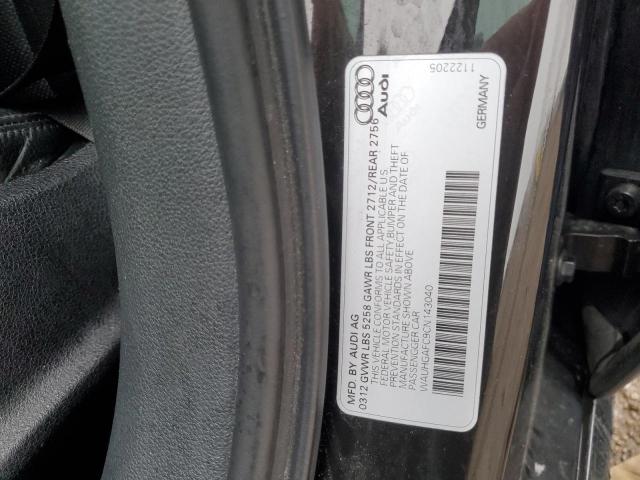 Audi
MFD. BY AUDI AG
0312 GVWR LBS 5258 GAWR LBS FRONT 2712/REAR 2756
THIS VEHICLE CONFORMS TO ALL APPLICABLE U.S.
FEDERAL MOTOR VEHICLE SAFETY BUMPER AND THEFT
PREVENTION STANDARDS IN EFFECT ON THE DATE OF
MANUFACTURE SHOWN ABOVE
PASSENGGER CAR
WAUHGAFC9CN143040
1122205
GERMANY